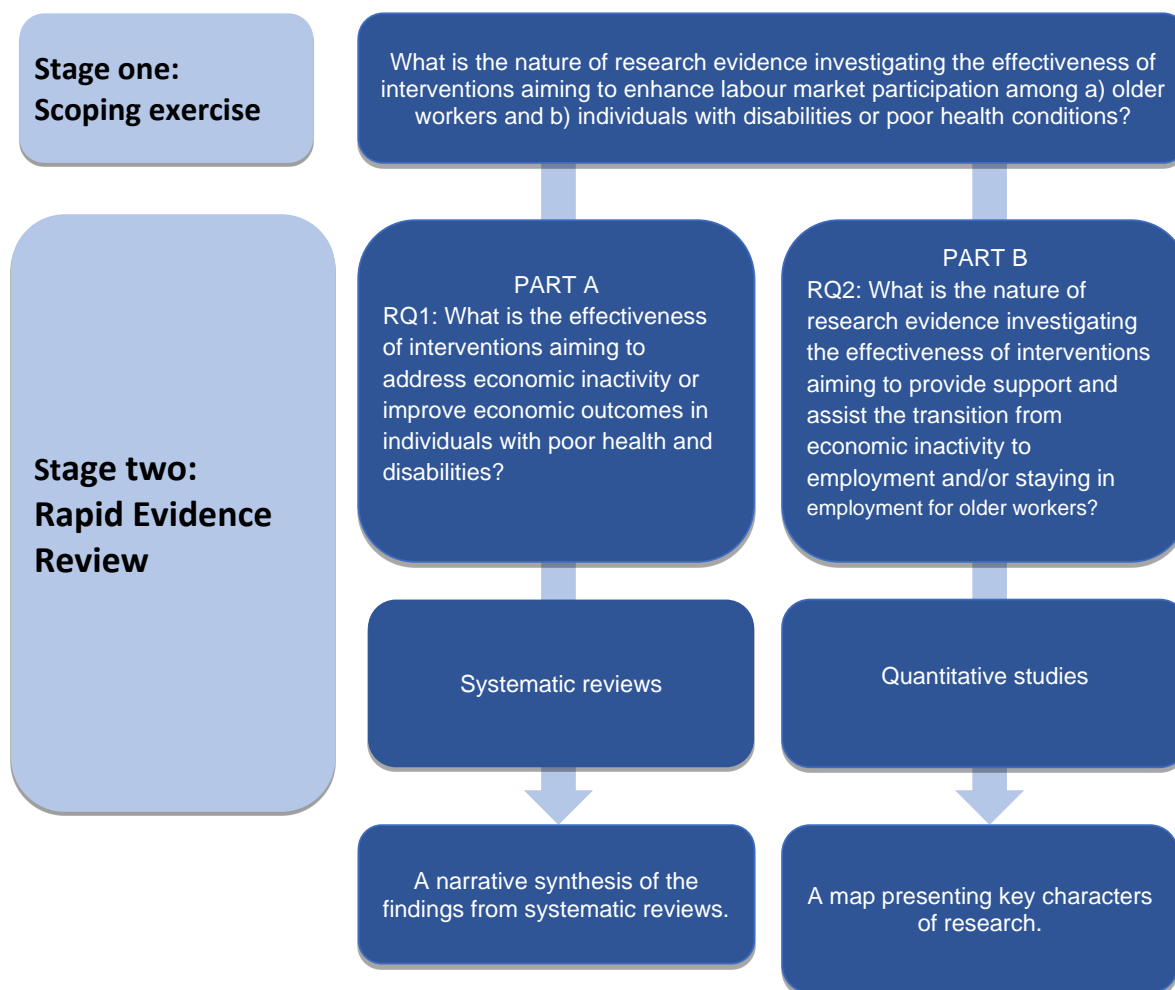 Stage one:
Scoping exercise
What is the nature of research evidence investigating the effectiveness of
interventions aiming to enhance labour market participation among a) older
workers and b) individuals with disabilities or poor health conditions?
Stage two:
Rapid Evidence
Review
PART A
RQ1: What is the effectiveness
of interventions aiming to
address economic inactivity or
improve economic outcomes in
individuals with poor health and
disabilities?
PART B
RQ2: What is the nature of
research evidence investigating
the effectiveness of interventions
aiming to provide support and
assist the transition from
economic inactivity to
employment and/or staying in
employment for older workers?
Systematic reviews
Quantitative studies
A narrative synthesis of the
findings from systematic reviews.
A map presenting key characters
of research.